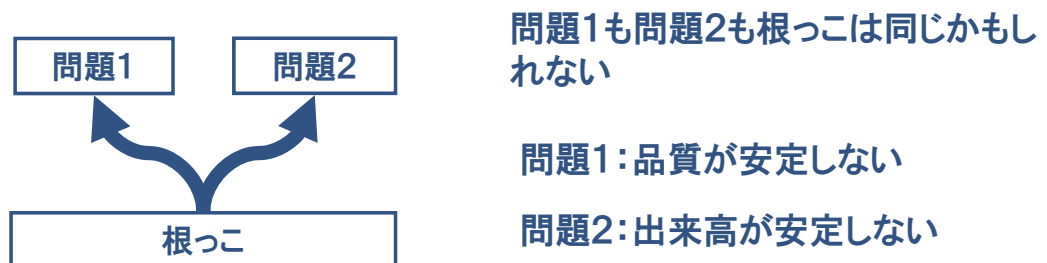 問題1
問題2
根っこ
問題1も問題2も根っこは同じかもし
れない
問題1：品質が安定しない
問題2：出来高が安定しない